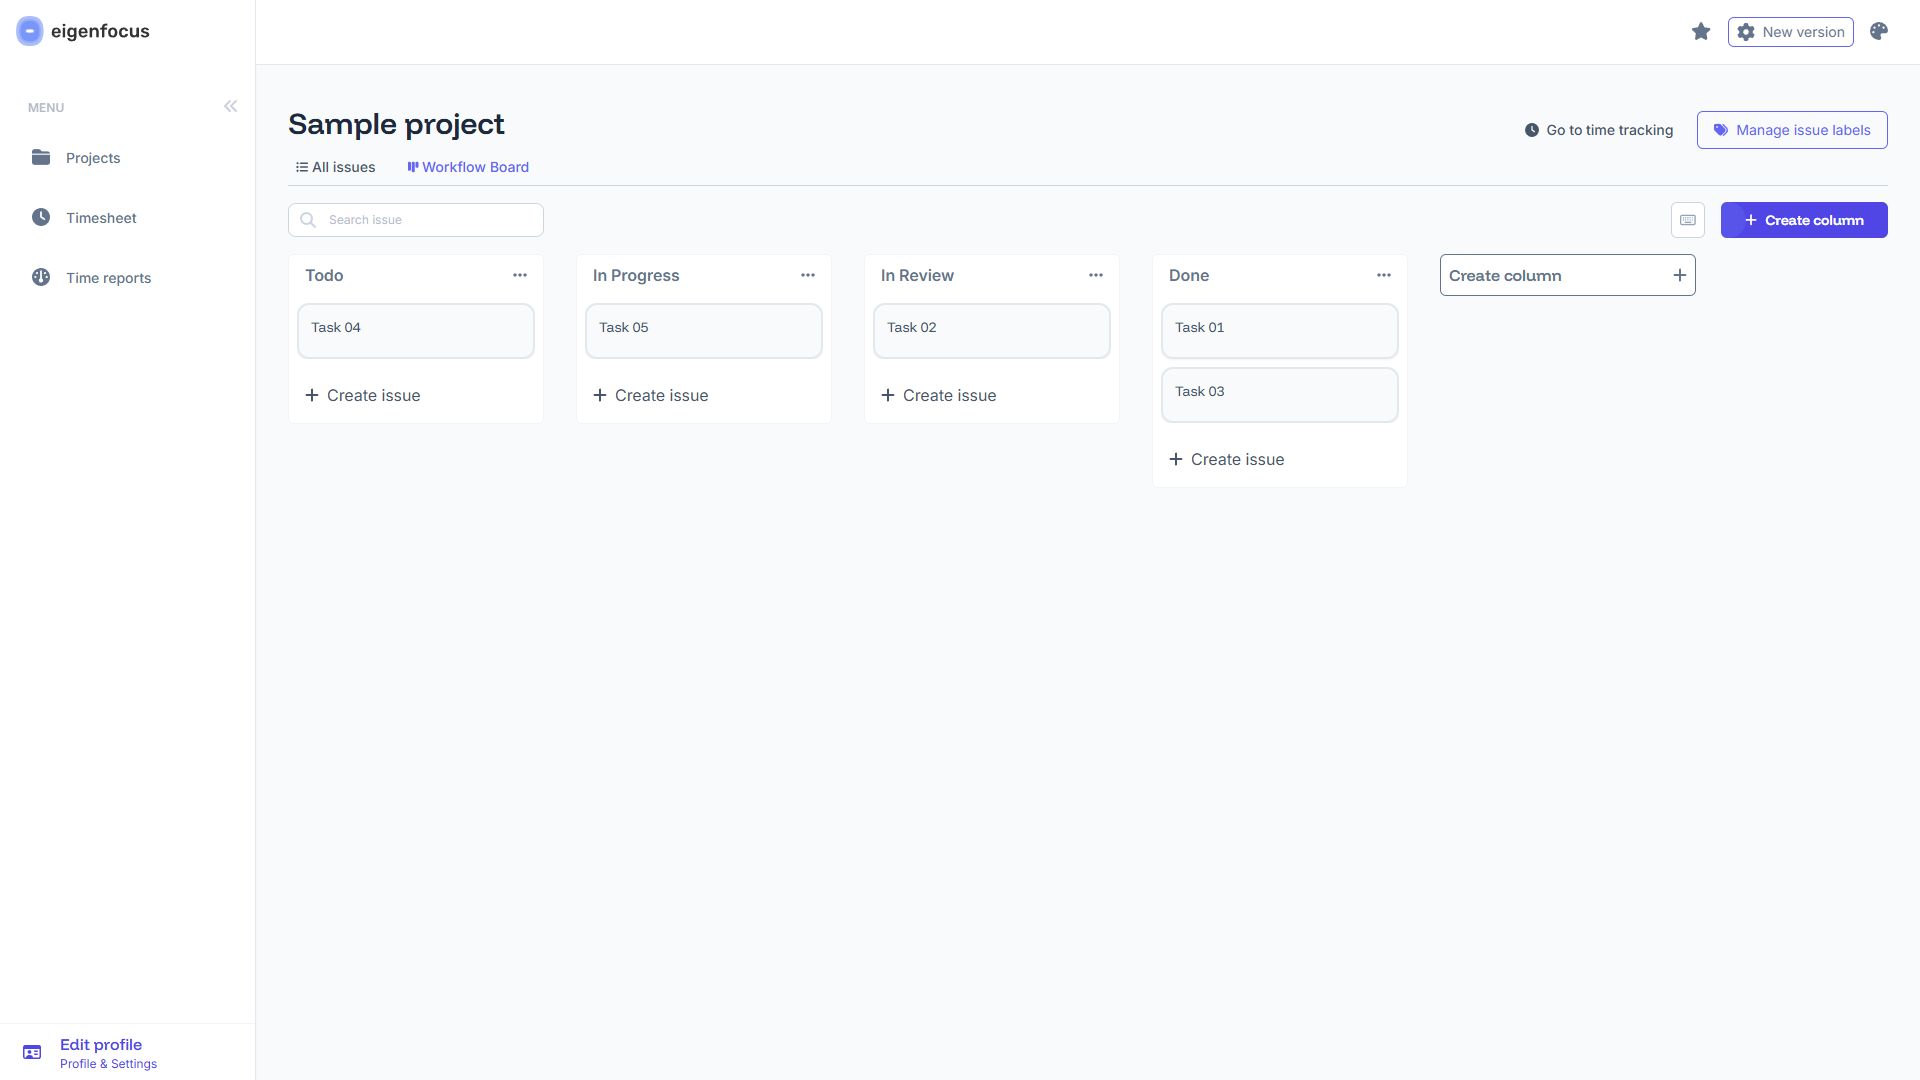 eigenfocus
New version
MENU
Projects
Timesheet
Time reports
Sample project
Go to time tracking
Manage issue labels
All issues
Workflow Board
Search issue
Create column
Todo
Task 04
Create issue
In Progress
Task 05
Create issue
In Review
Task 02
Create issue
Done
Task 01
Task 03
Create issue
Create column
Edit profile
Profile & Settings